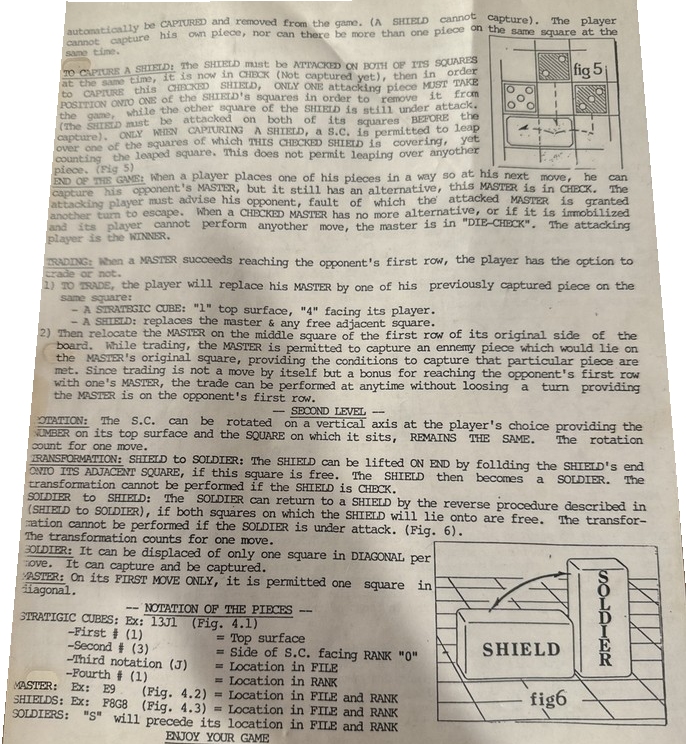 automatically be CAPTURED and removed from the game. (A SHIELD cannot capture). The player
cannot capture his own piece, nor can there be more than one piece on the same square at the
same time.
TO CAPTURE A SHIELD: The SHIELD must be ATTACKED ON BOTH OF ITS SQUARES
at the same time, it is now in CHECK (Not captured yet), then in order
to CAPTURE this CHECKED SHIELD, ONLY ONE attacking piece MUST TAKE
POSITION ONTO ONE of the SHIELD's squares in order to remove it from
the game, while the other square of the SHIELD is still under attack.
(The SHIELD must be attacked on both of its squares BEFORE the
capture). ONLY WHEN CAPTURING A SHIELD, a S.C. is permitted to leap
over one of the squares of which THIS CHECKED SHIELD is covering, yet
counting the leaped square. This does not permit leaping over another
piece. (Fig 5)
fig 5
END OF THE GAME: When a player places one of his pieces in a way so at his next move, he can
capture his opponent's MASTER, but it still has an alternative, this MASTER is in CHECK. The
attacking player must advise his opponent, fault of which the attacked MASTER is granted
another turn to escape. When a CHECKED MASTER has no more alternative, or if it is immobilized
and its player cannot perform anyother move, the master is in "DIE-CHECK". The attacking
player is the WINNER.
TRADING: When a MASTER succeeds reaching the opponent's first row, the player has the option to
trade or not.
1) TO TRADE, the player will replace his MASTER by one of his previously captured piece on the
same square:
- A STRATEGIC CUBE: "1" top surface, "4" facing its player.
- A SHIELD: replaces the master & any free adjacent square.
2) Then relocate the MASTER on the middle square of the first row of its original side of the
board. While trading, the MASTER is permitted to capture an ennemy piece which would lie on
the MASTER's original square, providing the conditions to capture that particular piece are
met. Since trading is not a move by itself but a bonus for reaching the opponent's first row
with one's MASTER, the trade can be performed at anytime without loosing a turn providing
the MASTER is on the opponent's first row.
-- SECOND LEVEL --
ROTATION: The S.C. can be rotated on a vertical axis at the player's choice providing the
NUMBER on its top surface and the SQUARE on which it sits, REMAINS THE SAME. The rotation
count for one move.
TRANSFORMATION: SHIELD to SOLDIER: The SHIELD can be lifted ON END by follding the SHIELD's end
ONTO ITS ADJACENT SQUARE, if this square is free. The SHIELD then becomes a SOLDIER. The
transformation cannot be performed if the SHIELD is CHECK.
SOLDIER to SHIELD: The SOLDIER can return to a SHIELD by the reverse procedure described in
(SHIELD to SOLDIER), if both squares on which the SHIELD will lie onto are free. The transfor-
mation cannot be performed if the SOLDIER is under attack. (Fig. 6).
The transformation counts for one move.
SOLDIER: It can be displaced of only one square in DIAGONAL per
move. It can capture and be captured.
MASTER: On its FIRST MOVE ONLY, it is permitted one square in
diagonal.
-- NOTATION OF THE PIECES --
STRATIGIC CUBES: Ex: 13J1 (Fig. 4.1)
-First # (1) = Top surface
-Second # (3) = Side of S.C. facing RANK "0"
-Third notation (J) = Location in FILE
-Fourth # (1) = Location in RANK
MASTER: Ex: E9 (Fig. 4.2) = Location in FILE and RANK
SHIELDS: Ex: F8G8 (Fig. 4.3) = Location in FILE and RANK
SOLDIERS: "S" will precede its location in FILE and RANK
ENJOY YOUR GAME
SHIELD
SOLDIER
fig6